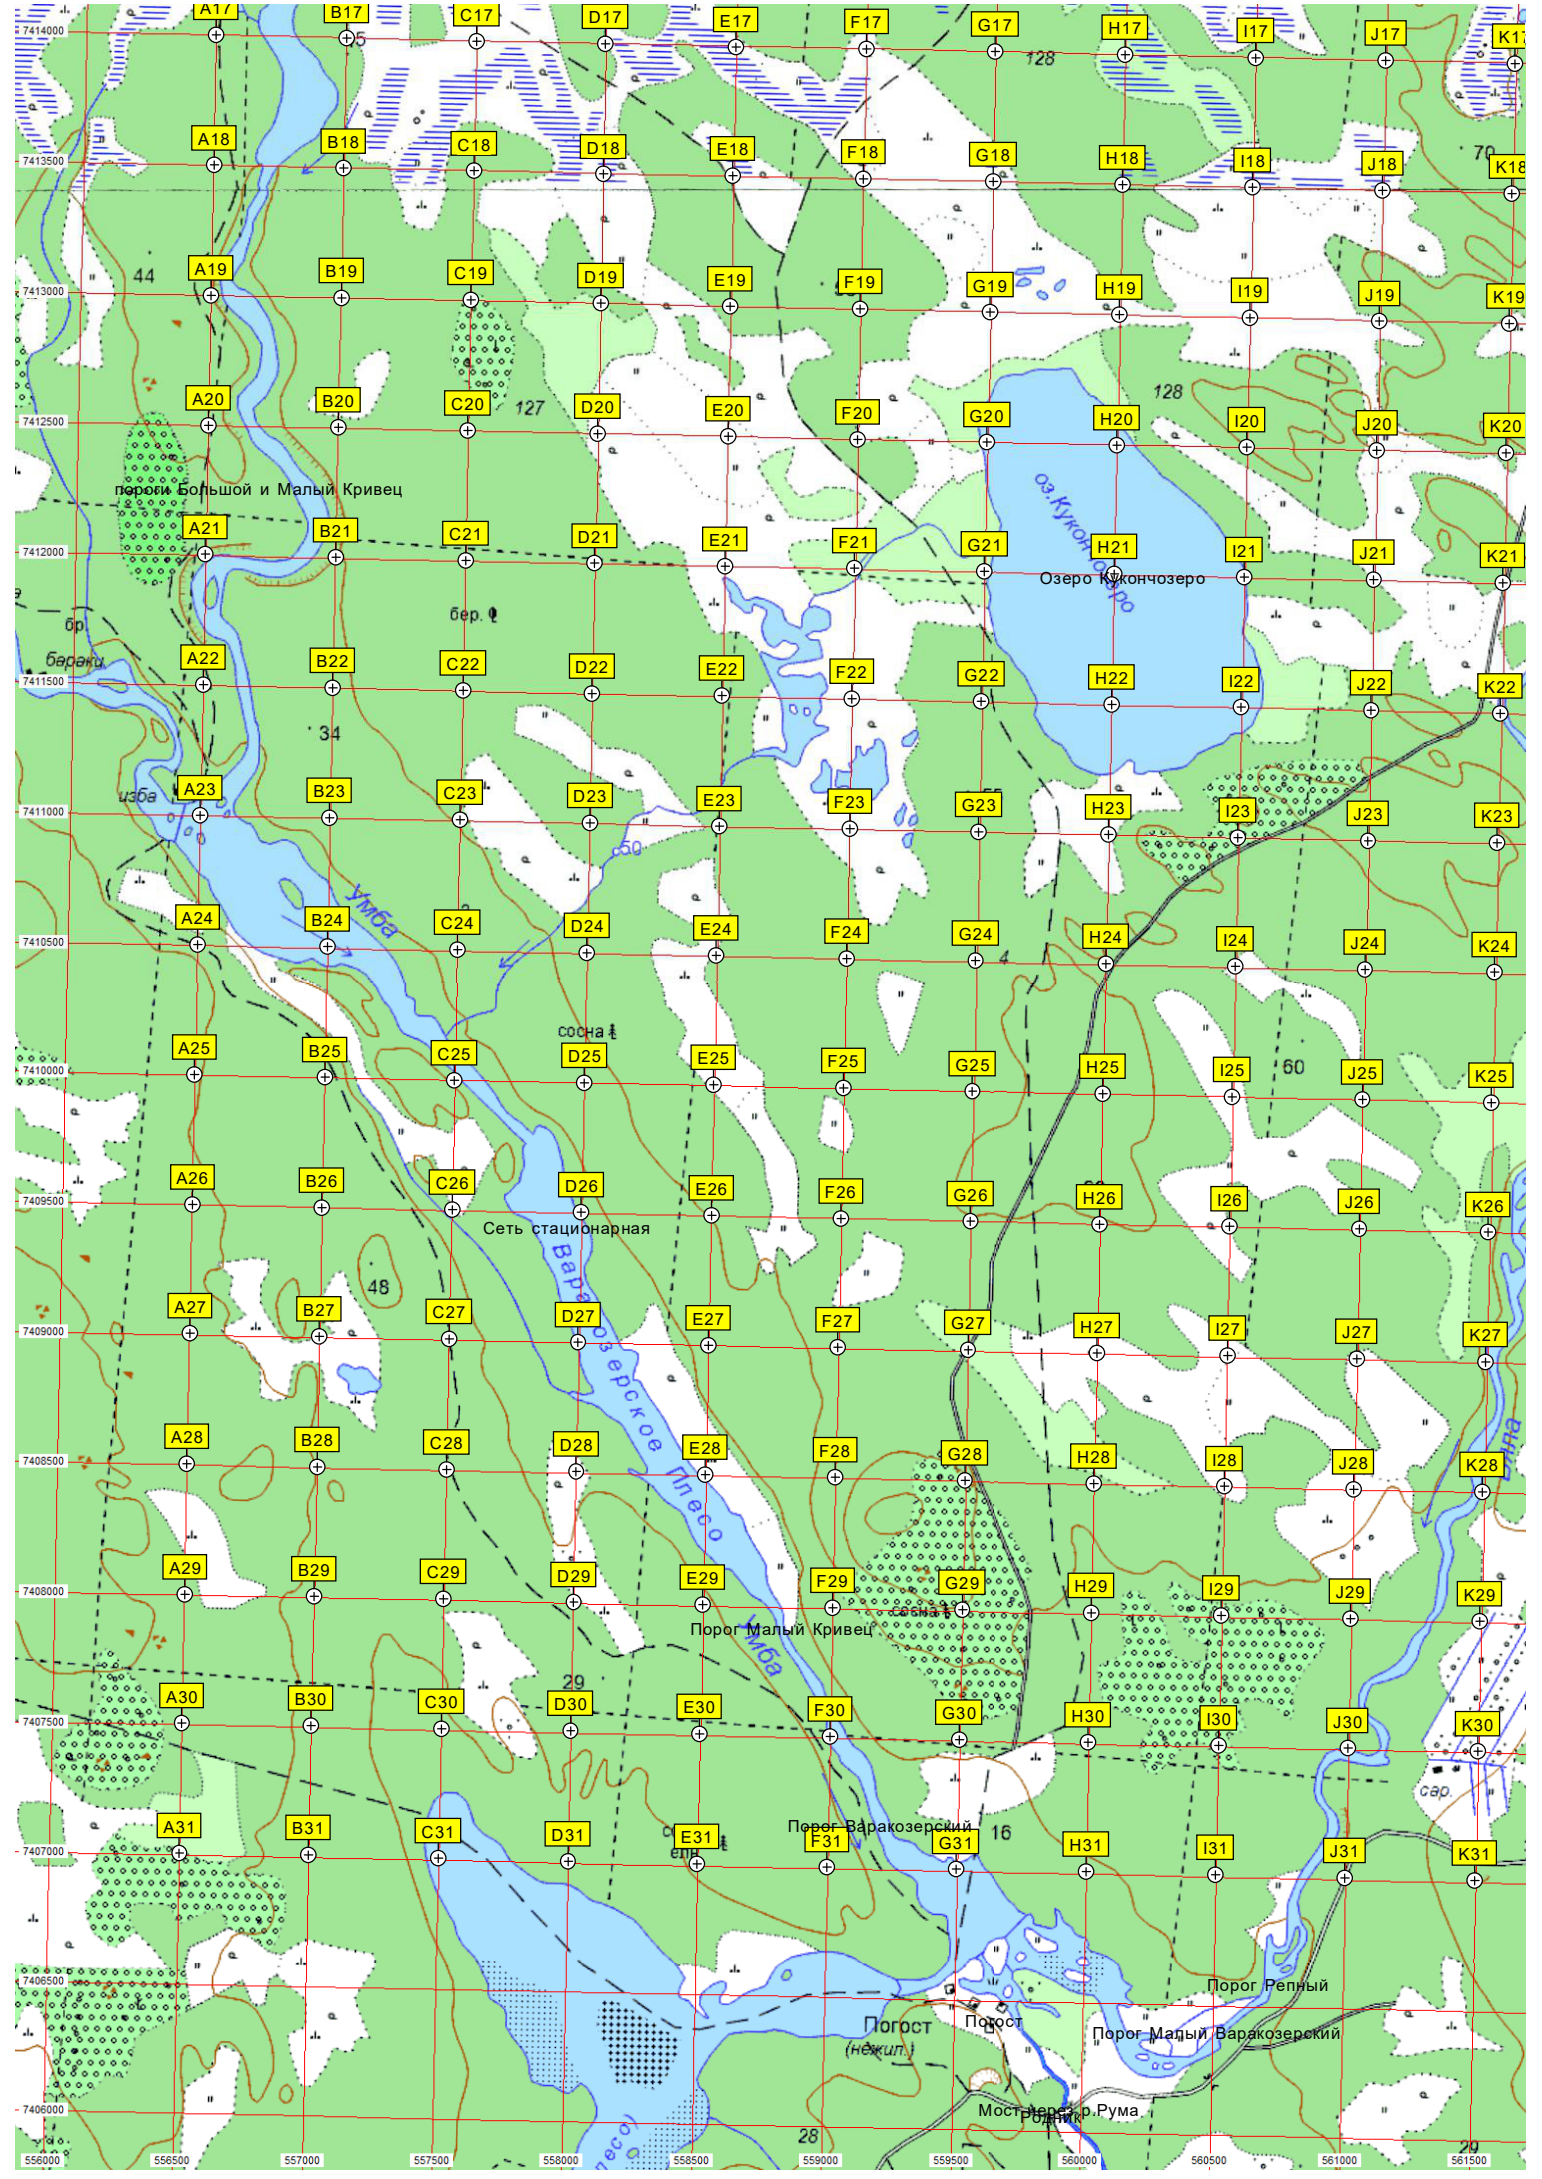 A17 B17 C17 D17 E17 F17 G17 H17 I17 J17 K17
7414000
128
A18 B18 C18 D18 E18 F18 G18 H18 I18 J18 K18
7413500
70
44
A19 B19 C19 D19 E19 F19 G19 H19 I19 J19 K19
7413000
128
127
A20 B20 C20 D20 E20 F20 G20 H20 I20 J20 K20
7412500
пороги Большой и Малый Кривец
оз.Кукончозеро
A21 B21 C21 D21 E21 F21 G21 H21 I21 J21 K21
7412000
Озеро Кукончозеро
бер.
бр.
бараки
A22 B22 C22 D22 E22 F22 G22 H22 I22 J22 K22
7411500
34
изба
A23 B23 C23 D23 E23 F23 G23 H23 I23 J23 K23
7411000
Умба
A24 B24 C24 D24 E24 F24 G24 H24 I24 J24 K24
7410500
4
сосна
A25 B25 C25 D25 E25 F25 G25 H25 I25 J25 K25
7410000
60
A26 B26 C26 D26 E26 F26 G26 H26 I26 J26 K26
7409500
Сеть стационарная
48
A27 B27 C27 D27 E27 F27 G27 H27 I27 J27 K27
7409000
Плесо
A28 B28 C28 D28 E28 F28 G28 H28 I28 J28 K28
7408500
A29 B29 C29 D29 E29 F29 G29 H29 I29 J29 K29
7408000
сосна
Порог Малый Кривец
Умба
29
A30 B30 C30 D30 E30 F30 G30 H30 I30 J30 K30
7407500
сар.
Порог Варакозерский
16
A31 B31 C31 D31 E31 F31 G31 H31 I31 J31 K31
7407000
7406500
Порог Репный
Погост
(нежил.)
Погост
Порог Малый Варакозерский
7406000
Мост через р.Рума
Родник
28
29
556000 556500 557000 557500 558000 558500 559000 559500 560000 560500 561000 561500